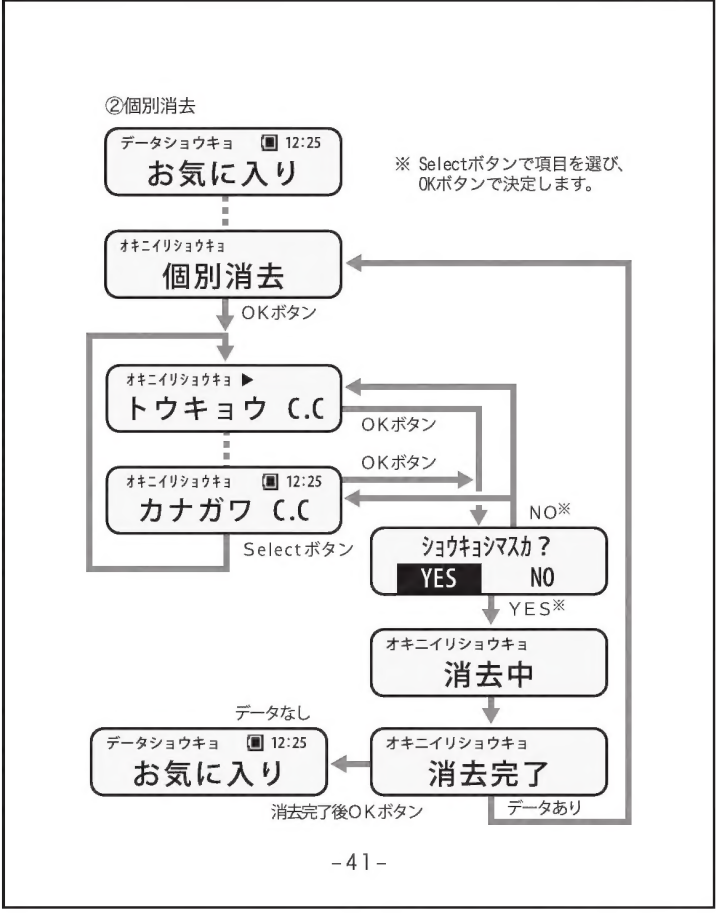 ②個別消去
データショウキョ 12:25
お気に入り
※ Selectボタンで項目を選び、
OKボタンで決定します。
オキニイリショウキョ
個別消去
OKボタン
オキニイリショウキョ ▶
トウキョウ C.C
OKボタン
OKボタン
オキニイリショウキョ 12:25
カナガワ C.C
Selectボタン
NO※
ショウキョシマスカ?
YES NO
YES※
オキニイリショウキョ
消去中
データなし
データショウキョ 12:25
お気に入り
オキニイリショウキョ
消去完了
消去完了後OKボタン
データあり
-41-